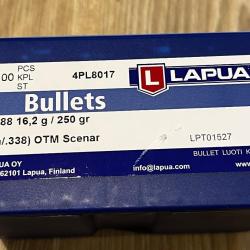 00 PCS
KPL
ST
4PL8017
L LAPUA
Bullets
88 16,2 g / 250 gr
/.338) OTM Scenar
LPT01527
UA OY
62101 Lapua, Finland
info@lapua.com
www.l
BULLET LUOTI K